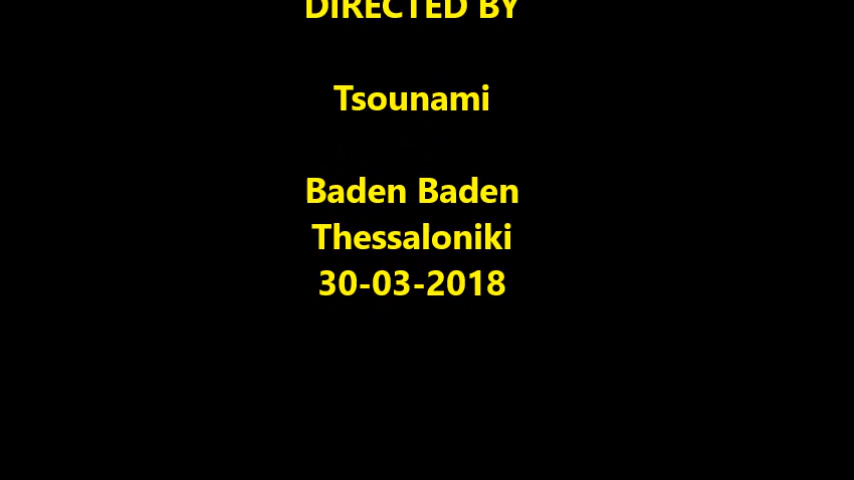 DIRECTED BY
Tsounami
Baden Baden
Thessaloniki
30-03-2018